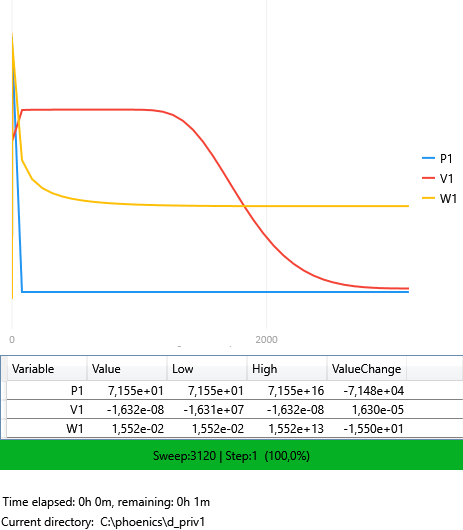 P1
V1
W1
0 2000
Variable Value Low High ValueChange
P1 7,155e+01 7,155e+01 7,155e+16 -7,148e+04
V1 -1,632e-08 -1,631e+07 -1,632e-08 1,630e-05
W1 1,552e-02 1,552e-02 1,552e+13 -1,550e+01
Sweep:3120 | Step:1 (100,0%)
Time elapsed: 0h 0m, remaining: 0h 1m
Current directory: C:\phoenics\d_priv1